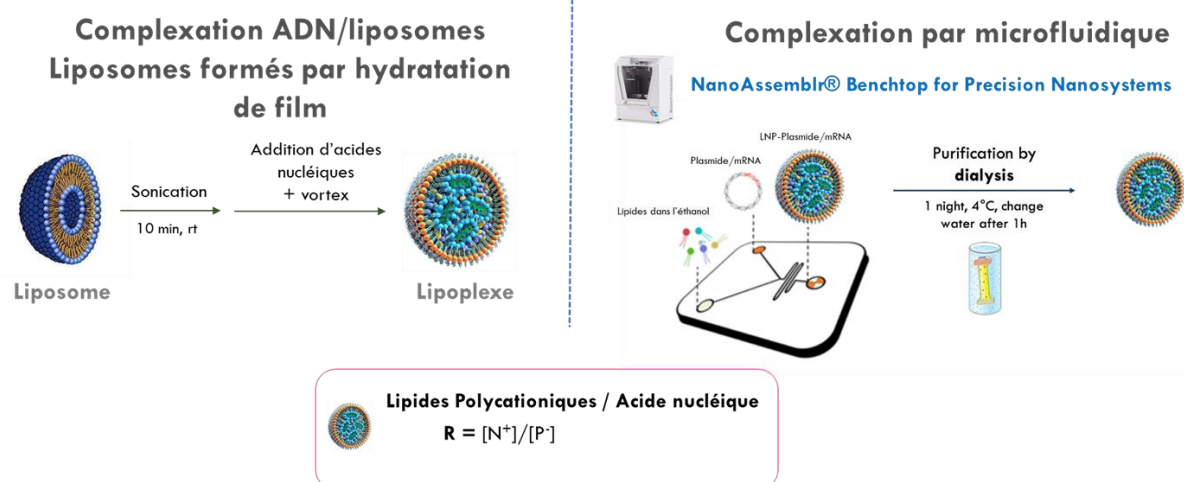 Complexation ADN/liposomes
Liposomes formés par hydratation
de film
Sonication
10 min, rt
Addition d'acides
nucléiques
+ vortex
Liposome
Lipoplexe
Complexation par microfluidique
NanoAssemblr® Benchtop for Precision Nanosystems
LNP-Plasmide/mRNA
Plasmide/mRNA
Lipides dans l'éthanol
Purification by
dialysis
1 night, 4°C, change
water after 1h
Lipides Polycationiques / Acide nucléique
R = [N⁺]/[P⁻]